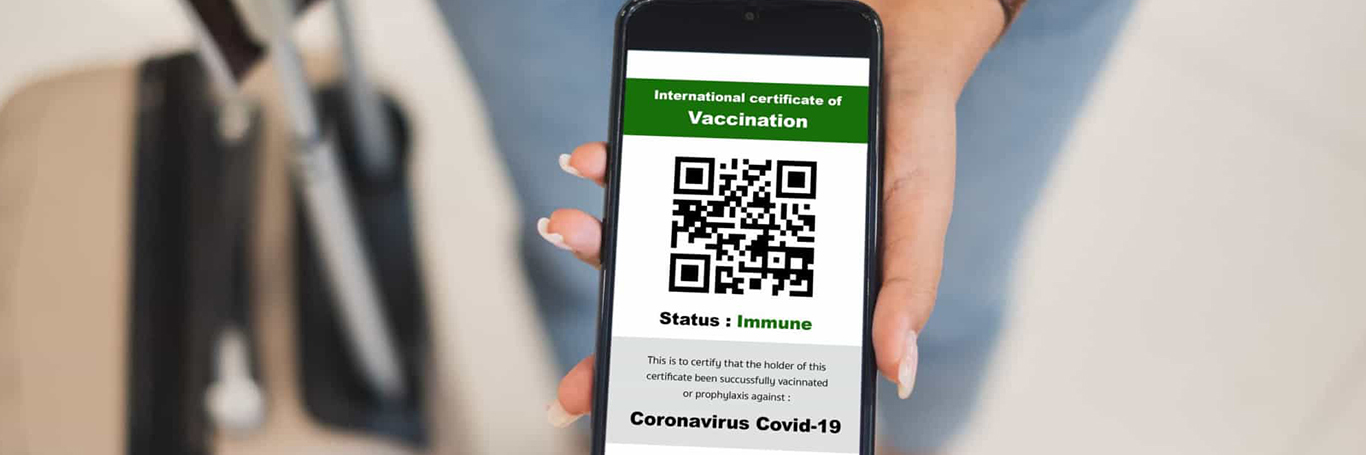 International certificate of
Vaccination
Status : Immune
This is to certify that the holder of this
certificate been succussfully vacinnated
or prophylaxis against :
Coronavirus Covid-19